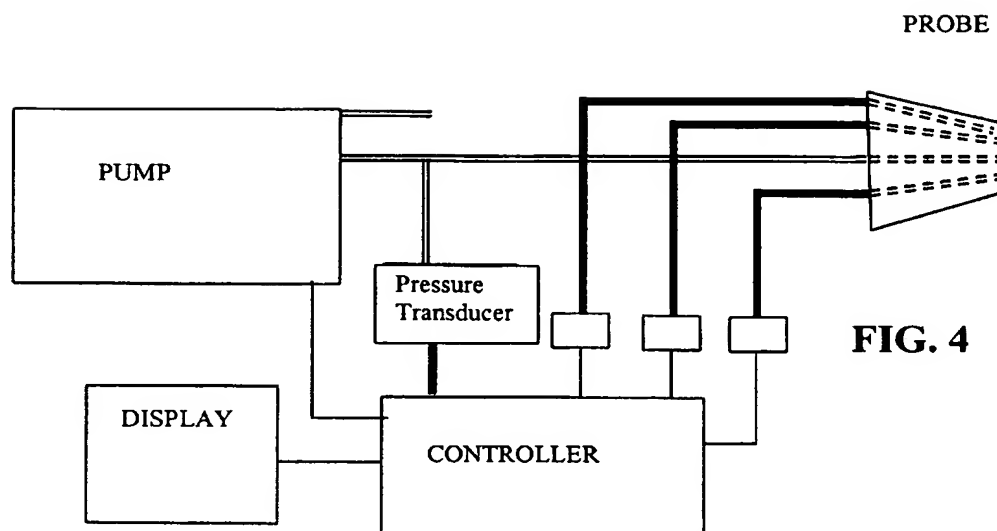 PROBE
PUMP
Pressure
Transducer
FIG. 4
DISPLAY
CONTROLLER